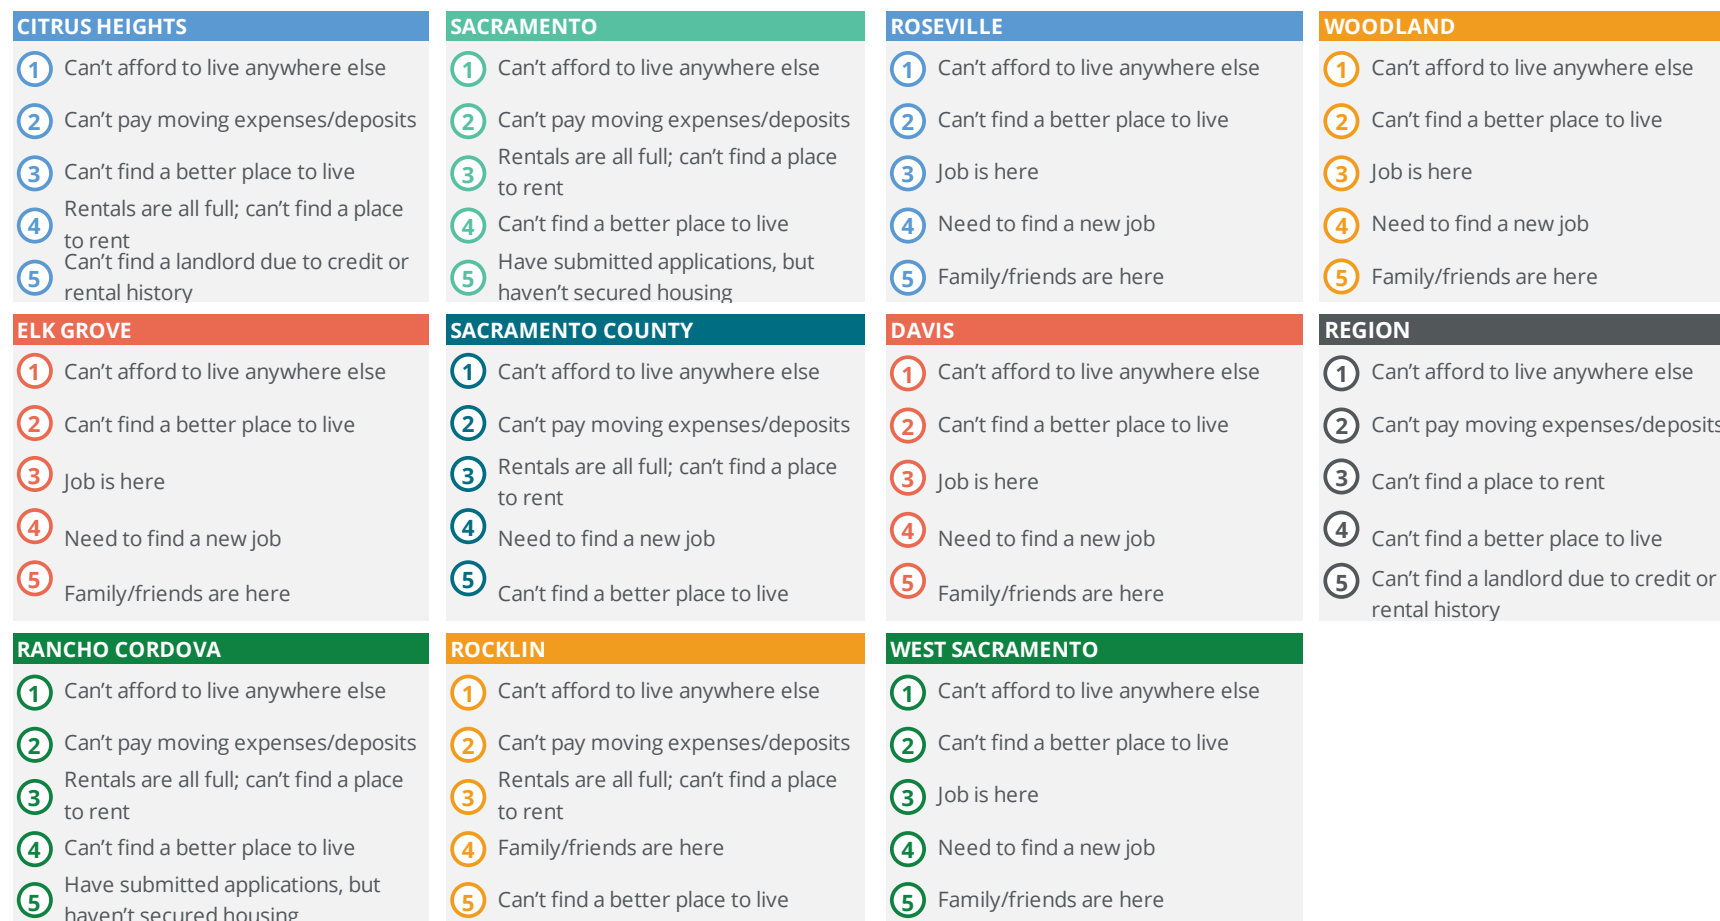 CITRUS HEIGHTS
1 Can't afford to live anywhere else
2 Can't pay moving expenses/deposits
3 Can't find a better place to live
4 Rentals are all full; can't find a place
to rent
5 Can't find a landlord due to credit or
rental history
SACRAMENTO
1 Can't afford to live anywhere else
2 Can't pay moving expenses/deposits
3 Rentals are all full; can't find a place
to rent
4 Can't find a better place to live
5 Have submitted applications, but
haven't secured housing
ROSEVILLE
1 Can't afford to live anywhere else
2 Can't find a better place to live
3 Job is here
4 Need to find a new job
5 Family/friends are here
WOODLAND
1 Can't afford to live anywhere else
2 Can't find a better place to live
3 Job is here
4 Need to find a new job
5 Family/friends are here
ELK GROVE
1 Can't afford to live anywhere else
2 Can't find a better place to live
3 Job is here
4 Need to find a new job
5 Family/friends are here
SACRAMENTO COUNTY
1 Can't afford to live anywhere else
2 Can't pay moving expenses/deposits
3 Rentals are all full; can't find a place
to rent
4 Need to find a new job
5 Can't find a better place to live
DAVIS
1 Can't afford to live anywhere else
2 Can't find a better place to live
3 Job is here
4 Need to find a new job
5 Family/friends are here
REGION
1 Can't afford to live anywhere else
2 Can't pay moving expenses/deposits
3 Can't find a place to rent
4 Can't find a better place to live
5 Can't find a landlord due to credit or
rental history
RANCHO CORDOVA
1 Can't afford to live anywhere else
2 Can't pay moving expenses/deposits
3 Rentals are all full; can't find a place
to rent
4 Can't find a better place to live
5 Have submitted applications, but
haven't secured housing
ROCKLIN
1 Can't afford to live anywhere else
2 Can't pay moving expenses/deposits
3 Rentals are all full; can't find a place
to rent
4 Family/friends are here
5 Can't find a better place to live
WEST SACRAMENTO
1 Can't afford to live anywhere else
2 Can't find a better place to live
3 Job is here
4 Need to find a new job
5 Family/friends are here